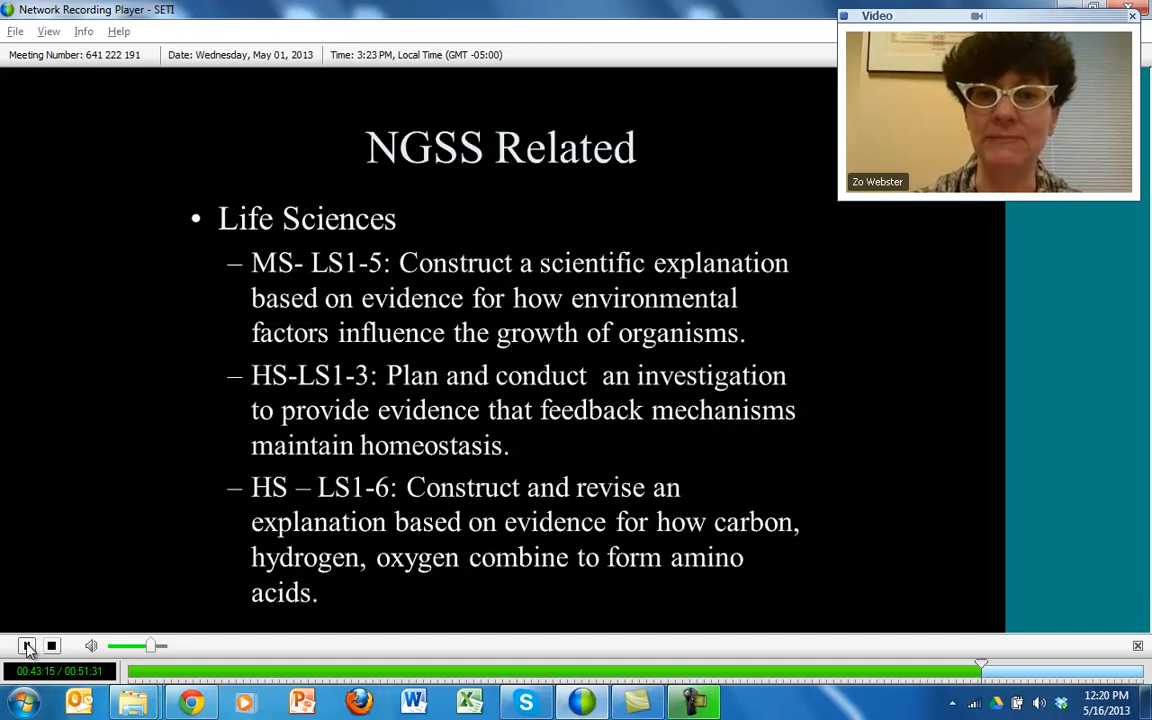 Network Recording Player - SETI
Video
File View Info Help
Meeting Number: 641 222 191 Date: Wednesday, May 01, 2013 Time: 3:23 PM, Local Time (GMT -05:00)
Zo Webster
NGSS Related
• Life Sciences
– MS- LS1-5: Construct a scientific explanation
based on evidence for how environmental
factors influence the growth of organisms.
– HS-LS1-3: Plan and conduct an investigation
to provide evidence that feedback mechanisms
maintain homeostasis.
– HS – LS1-6: Construct and revise an
explanation based on evidence for how carbon,
hydrogen, oxygen combine to form amino
acids.
00:43:15 / 00:51:31
12:20 PM
5/16/2013